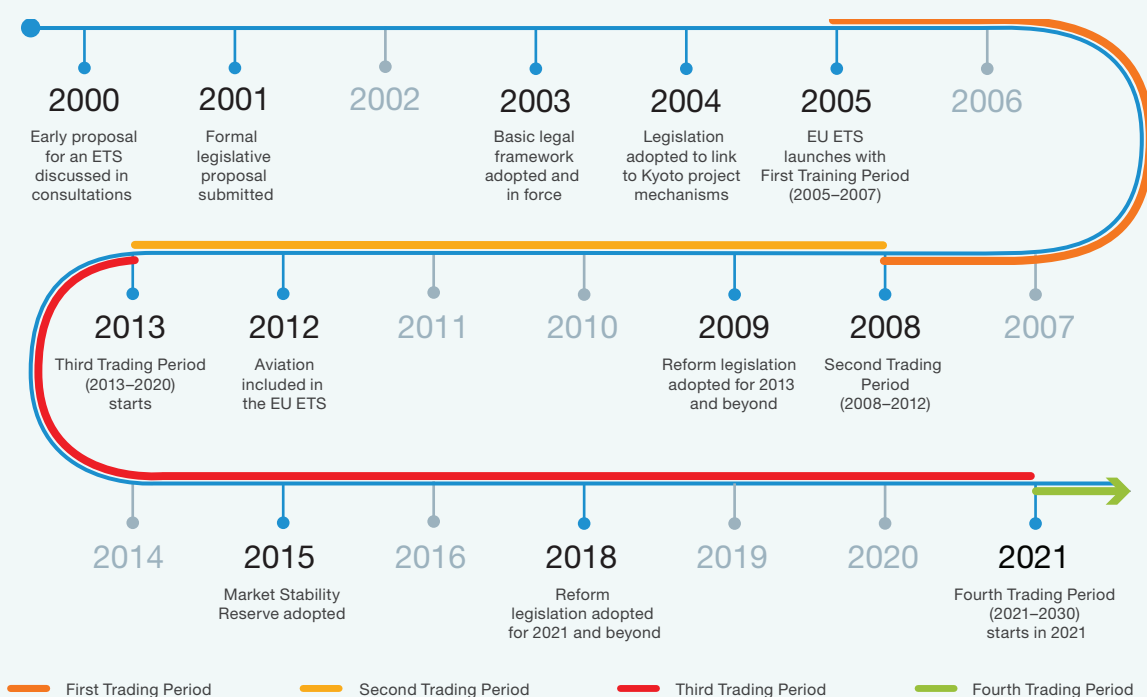 2000
Early proposal
for an ETS
discussed in
consultations
2001
Formal
legislative
proposal
submitted
2002
2003
Basic legal
framework
adopted and
in force
2004
Legislation
adopted to link
to Kyoto project
mechanisms
2005
EU ETS
launches with
First Training Period
(2005–2007)
2006
2013
Third Trading Period
(2013–2020)
starts
2012
Aviation
included in
the EU ETS
2011
2010
2009
Reform legislation
adopted for 2013
and beyond
2008
Second Trading
Period
(2008–2012)
2007
2014
2015
Market Stability
Reserve adopted
2016
2018
Reform
legislation adopted
for 2021 and beyond
2019
2020
2021
Fourth Trading Period
(2021–2030)
starts in 2021
First Trading Period
Second Trading Period
Third Trading Period
Fourth Trading Period